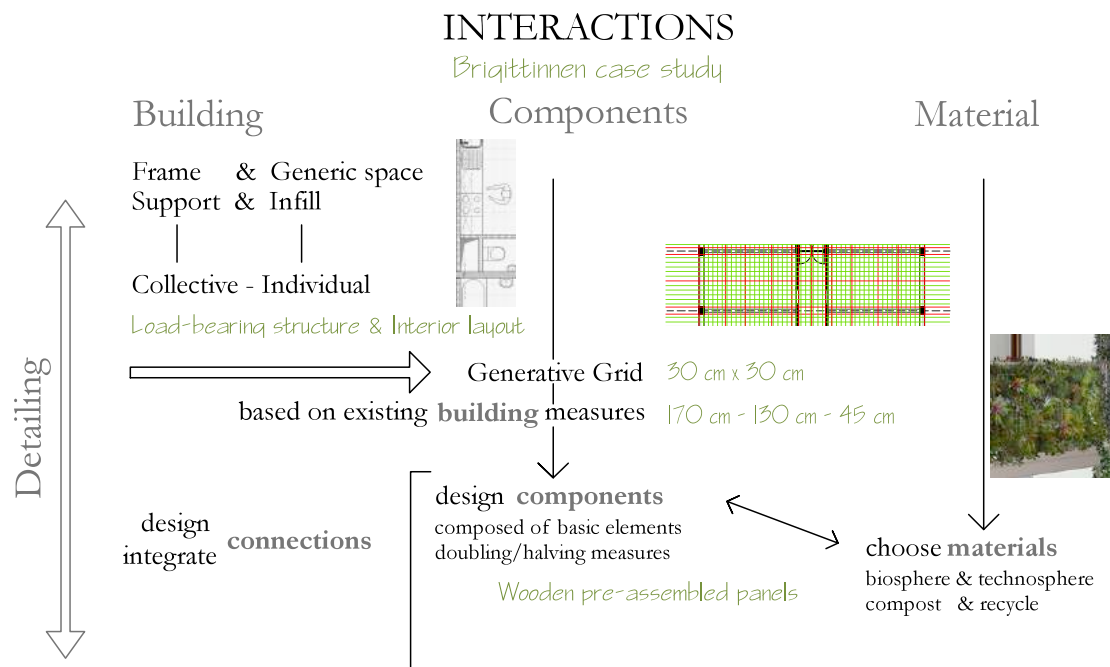 INTERACTIONS
Brigittinnen case study
Building
Components
Material
Frame & Generic space
Support & Infill
Collective - Individual
Load-bearing structure & Interior layout
Detailing
Generative Grid 30 cm x 30 cm
based on existing building measures 170 cm - 130 cm - 45 cm
design
integrate connections
design components
composed of basic elements
doubling/halving measures
Wooden pre-assembled panels
choose materials
biosphere & technosphere
compost & recycle